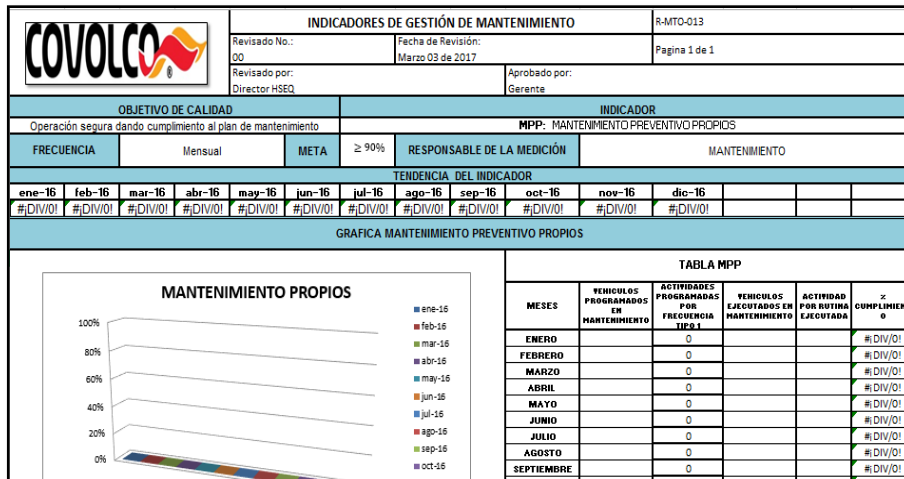 COVOLCO
®
INDICADORES DE GESTIÓN DE MANTENIMIENTO
R-MTO-013
Revisado No.:
00
Fecha de Revisión:
Marzo 03 de 2017
Pagina 1 de 1
Revisado por:
Director HSEQ
Aprobado por:
Gerente
OBJETIVO DE CALIDAD
INDICADOR
Operación segura dando cumplimiento al plan de mantenimiento
MPP: MANTENIMIENTO PREVENTIVO PROPIOS
FRECUENCIA Mensual META ≥ 90% RESPONSABLE DE LA MEDICIÓN MANTENIMIENTO
TENDENCIA DEL INDICADOR
ene-16 feb-16 mar-16 abr-16 may-16 jun-16 jul-16 ago-16 sep-16 oct-16 nov-16 dic-16
#¡DIV/0! #¡DIV/0! #¡DIV/0! #¡DIV/0! #¡DIV/0! #¡DIV/0! #¡DIV/0! #¡DIV/0! #¡DIV/0! #¡DIV/0! #¡DIV/0! #¡DIV/0!
GRAFICA MANTENIMIENTO PREVENTIVO PROPIOS
MANTENIMIENTO PROPIOS
100%
80%
60%
40%
20%
0%
ene-16
feb-16
mar-16
abr-16
may-16
jun-16
jul-16
ago-16
sep-16
oct-16
TABLA MPP
MESES
VEHICULOS
PROGRAMADOS
EN
MANTENIMIENTO
ACTIVIDADES
PROGRAMADAS
POR
FRECUENCIA
TIPO 1
VEHICULOS
EJECUTADOS EN
MANTENIMIENTO
ACTIVIDAD
POR RUTINA
EJECUTADA
%
CUMPLIMIEN
O
ENERO 0 #¡DIV/0!
FEBRERO 0 #¡DIV/0!
MARZO 0 #¡DIV/0!
ABRIL 0 #¡DIV/0!
MAYO 0 #¡DIV/0!
JUNIO 0 #¡DIV/0!
JULIO 0 #¡DIV/0!
AGOSTO 0 #¡DIV/0!
SEPTIEMBRE 0 #¡DIV/0!